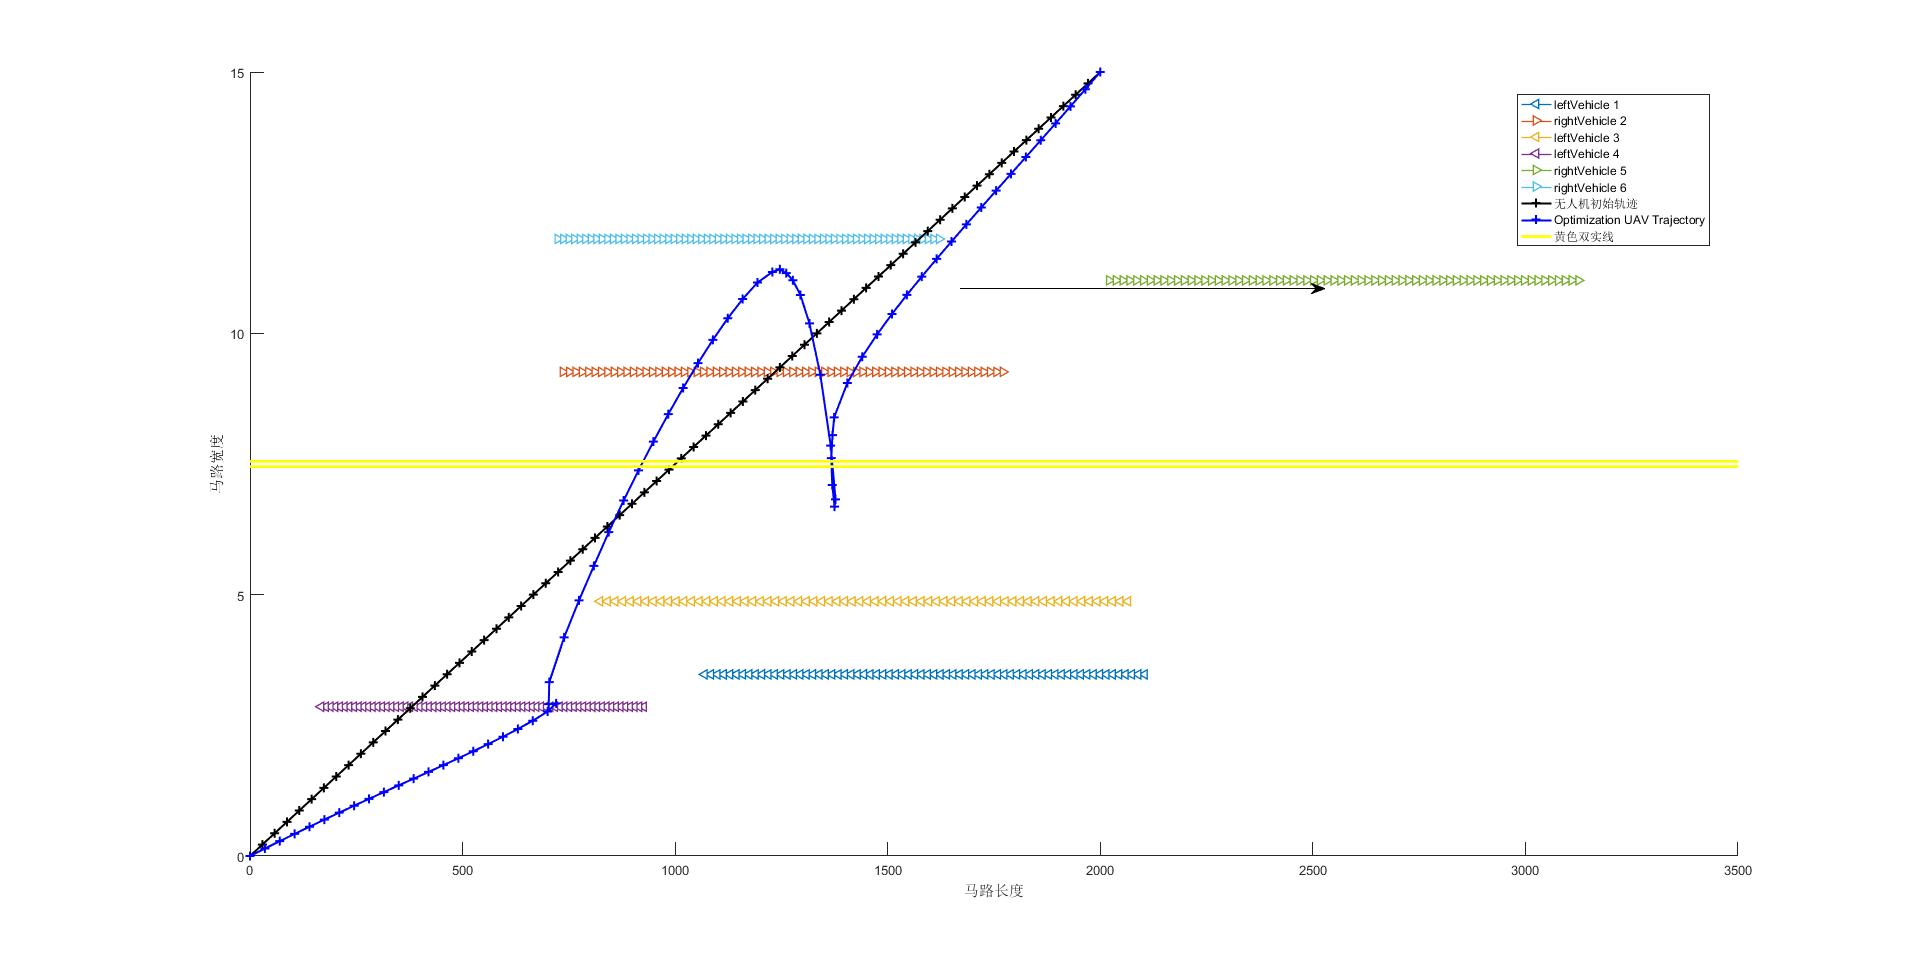 15
10
5
0
马路宽度
0 500 1000 1500 2000 2500 3000 3500
马路长度
leftVehicle 1
rightVehicle 2
leftVehicle 3
leftVehicle 4
rightVehicle 5
rightVehicle 6
无人机初始轨迹
Optimization UAV Trajectory
黄色双实线